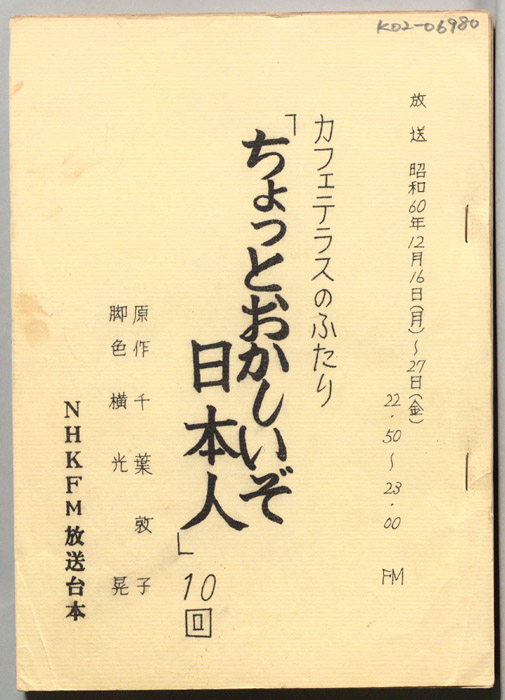 K02-06980
放送 昭和60年12月16日(月)~27日(金)
22.50~23.00 FM
カフェテラスのふたり
「ちょっとおかしいぞ
日本人」10回
原作 千葉敦子
脚色 横光晃
NHKFM放送台本